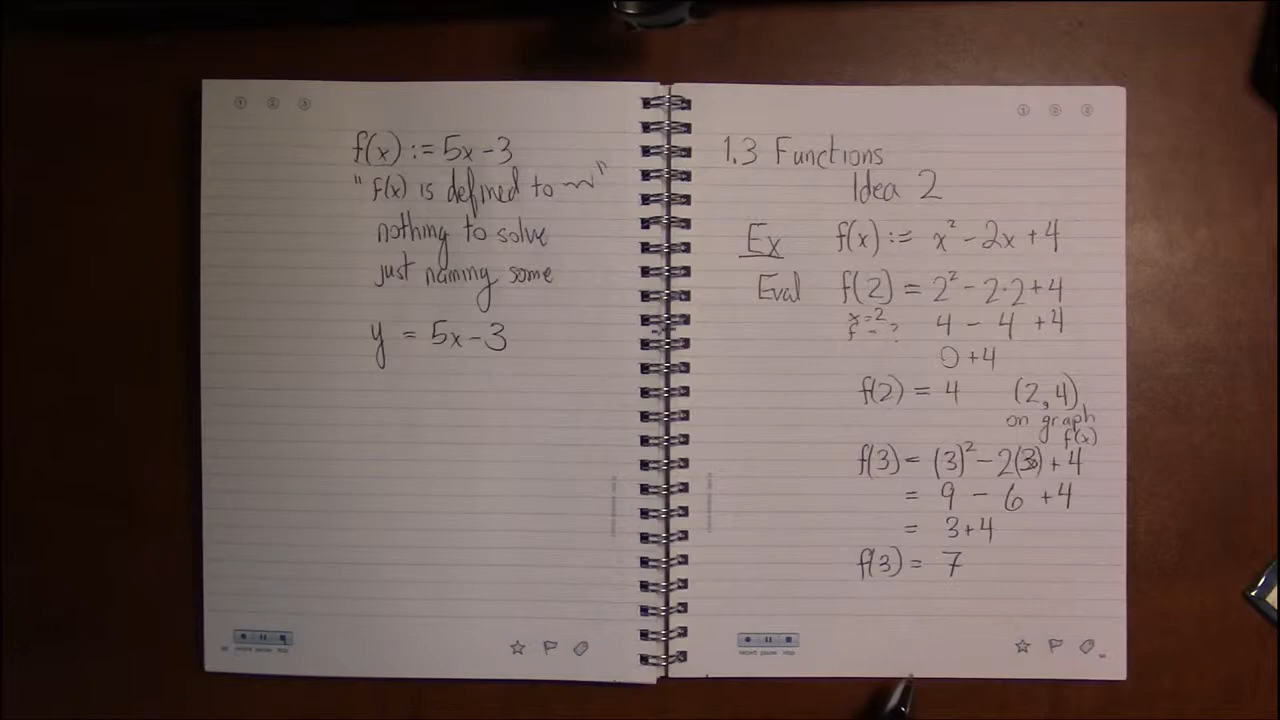 f(x) := 5x-3
"f(x) is defined to ~"
nothing to solve
just naming some
y = 5x-3
1.3 Functions
Idea 2
Ex f(x) := x² - 2x + 4
Eval f(2) = 2² - 2·2 + 4
x=2 4 - 4 + 4
f = ?
0+4
f(2) = 4 (2,4)
on graph
f(x)
f(3) = (3)² - 2(3) + 4
= 9 - 6 + 4
= 3+4
f(3) = 7